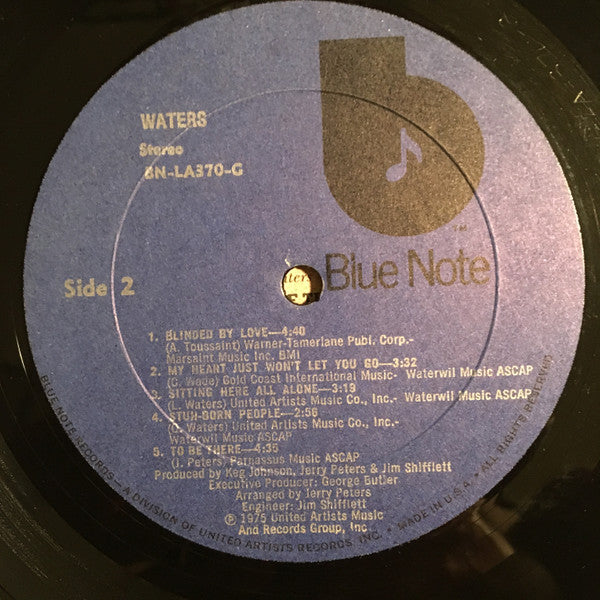 WATERS
Stereo
BN-LA370-G
b
Blue Note
TM
Side 2
1. BLINDED BY LOVE—4:40
(A. Toussaint) Warner-Tamerlane Publ. Corp.-
Marsaint Music Inc. BMI
2. MY HEART JUST WON'T LET YOU GO—3:32
(C. Wade) Gold Coast International Music- Waterwil Music ASCAP
3. SITTING HERE ALL ALONE—3:19
(L. Waters) United Artists Music Co., Inc.- Waterwil Music ASCAP
4. STUH-BORN PEOPLE—2:56
Waters) United Artists Music Co., Inc.-
Waterwil Music ASCAP
5. TO BE THERE—4:35
Peters) Parnassus Music ASCAP
Produced by Keg Johnson, Jerry Peters & Jim Shifflett
Executive Producer: George Butler
Arranged by Jerry Peters
Engineer: Jim Shifflett
Ⓟ 1975 United Artists Music
And Records Group, Inc
BLUE NOTE RECORDS—A DIVISION OF UNITED ARTISTS RECORDS, INC. • MADE IN U.S.A. • ALL RIGHTS RESERVED